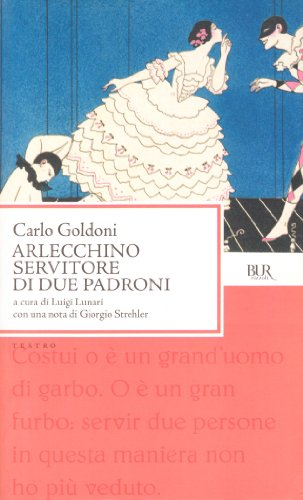 Carlo Goldoni
ARLECCHINO
SERVITORE
DI DUE PADRONI
a cura di Luigi Lunari
con una nota di Giorgio Strehler
BUR
TEATRO
Costui o è un grand'uomo
di garbo. O è un gran
furbo: servir due persone
in questa maniera non
ho più veduto.